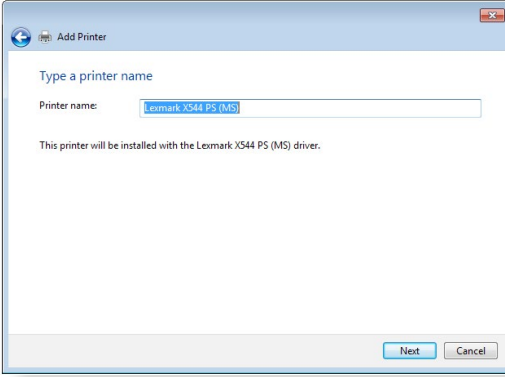 Add Printer
Type a printer name
Printer name: Lexmark X544 PS (MS)
This printer will be installed with the Lexmark X544 PS (MS) driver.
Next Cancel